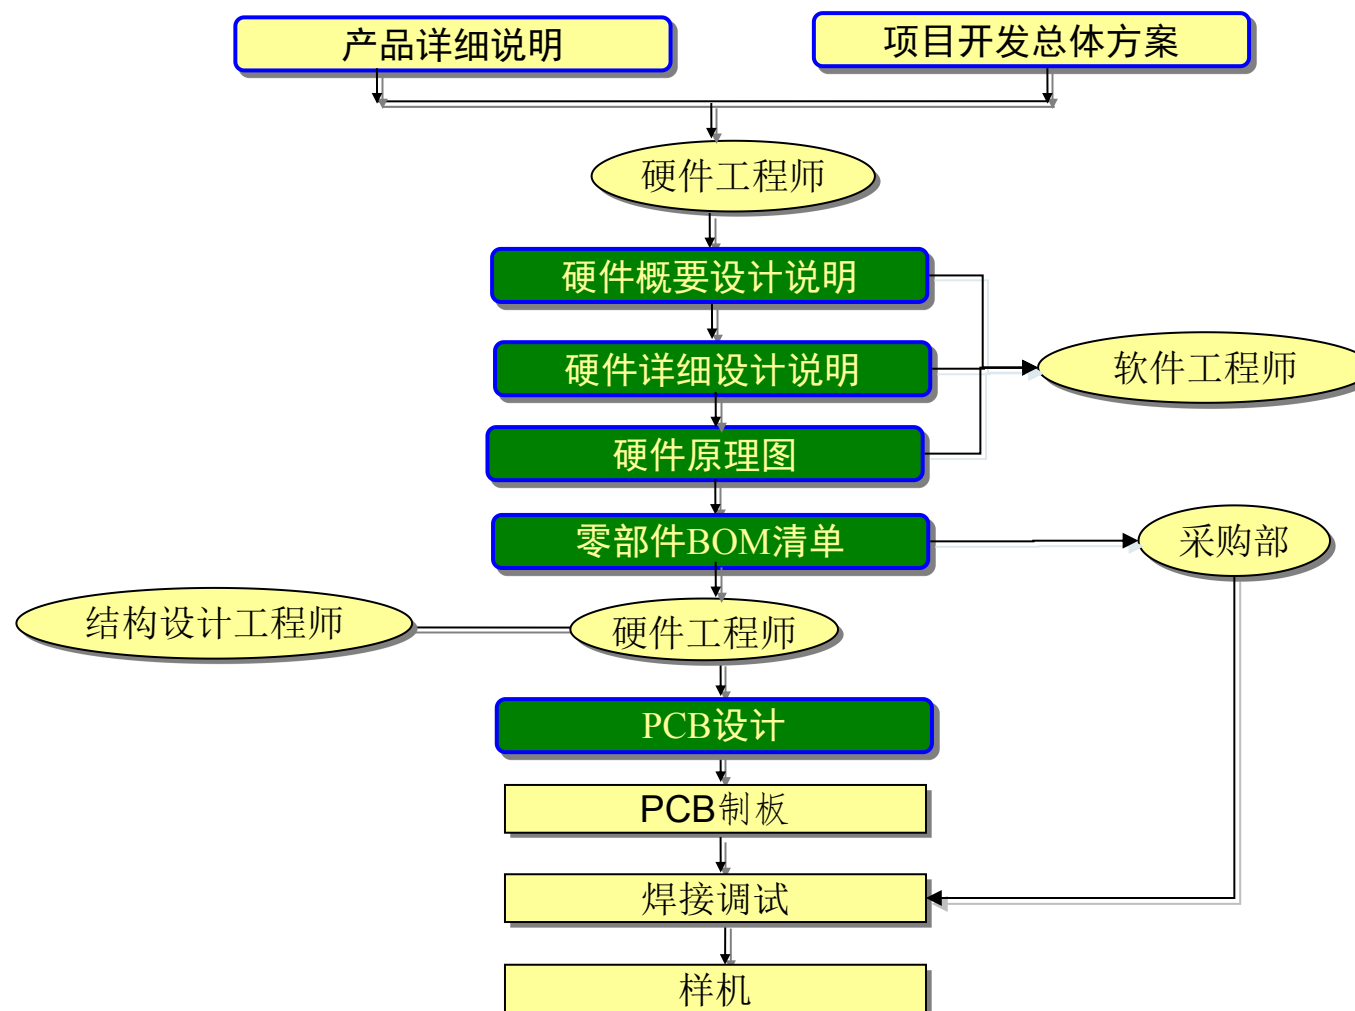 产品详细说明
项目开发总体方案
硬件工程师
硬件概要设计说明
硬件详细设计说明
软件工程师
硬件原理图
零部件BOM清单
采购部
结构设计工程师
硬件工程师
PCB设计
PCB制板
焊接调试
样机